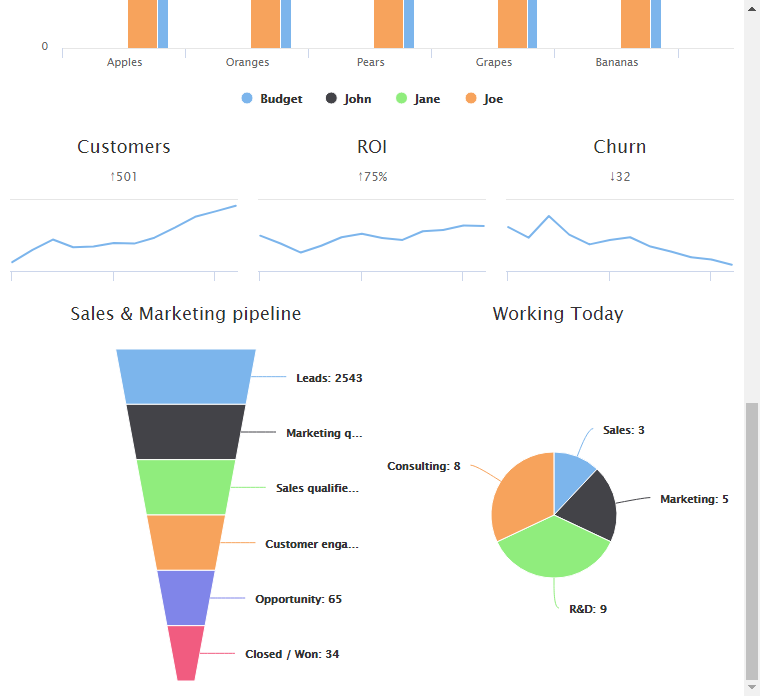 0
Apples Oranges Pears Grapes Bananas
Budget John Jane Joe
Customers ROI Churn
↑501 ↑75% ↓32
Sales & Marketing pipeline Working Today
Leads: 2543
Marketing q...
Sales qualifie...
Customer enga...
Opportunity: 65
Closed / Won: 34
Sales: 3
Consulting: 8
Marketing: 5
R&D: 9